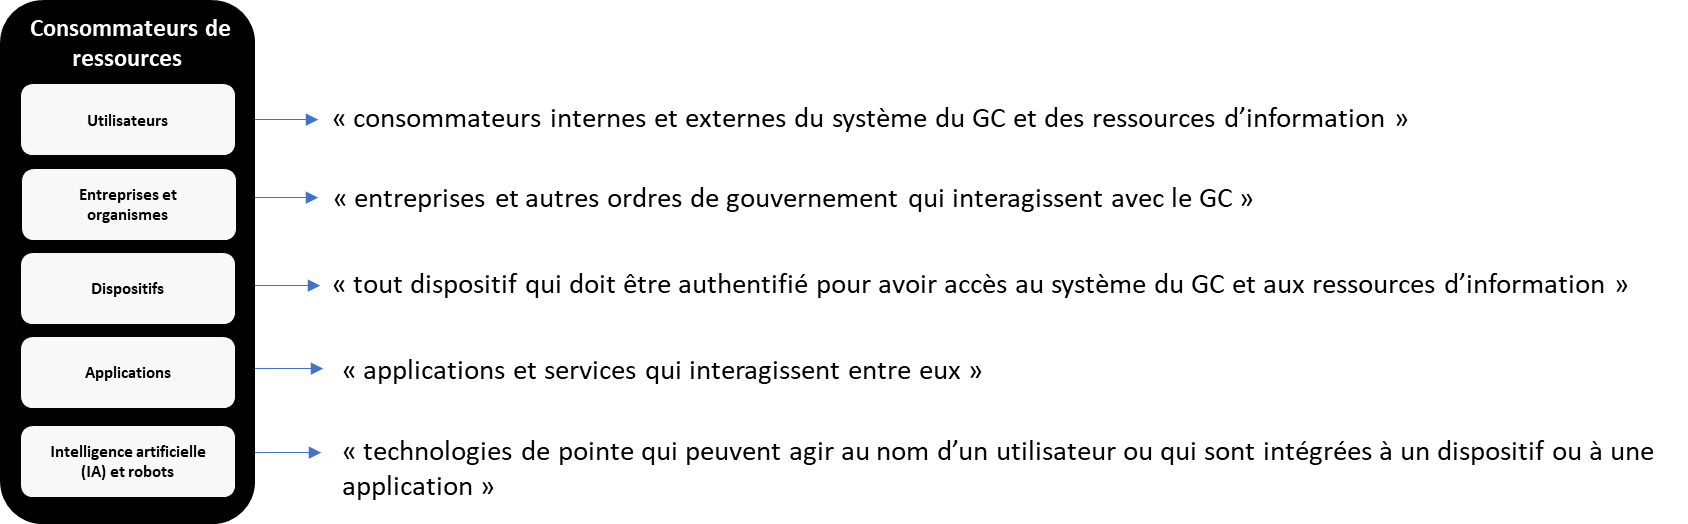 Consommateurs de
ressources
Utilisateurs
« consommateurs internes et externes du système du GC et des ressources d’information »
Entreprises et
organismes
« entreprises et autres ordres de gouvernement qui interagissent avec le GC »
Dispositifs
« tout dispositif qui doit être authentifié pour avoir accès au système du GC et aux ressources d’information »
Applications
« applications et services qui interagissent entre eux »
Intelligence artificielle
(IA) et robots
« technologies de pointe qui peuvent agir au nom d’un utilisateur ou qui sont intégrées à un dispositif ou à une
application »